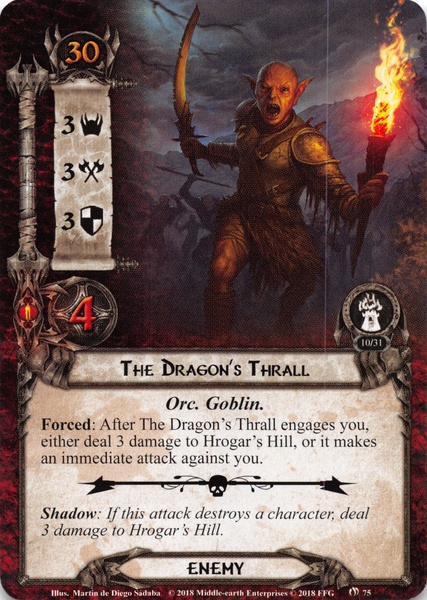 30
3
3
3
4
10/31
The Dragon's Thrall
Orc. Goblin.
Forced: After The Dragon's Thrall engages you,
either deal 3 damage to Hrogar's Hill, or it makes
an immediate attack against you.
Shadow: If this attack destroys a character, deal
3 damage to Hrogar's Hill.
ENEMY
Illus. Martin de Diego Sádaba © 2018 Middle-earth Enterprises © 2018 FFG 75